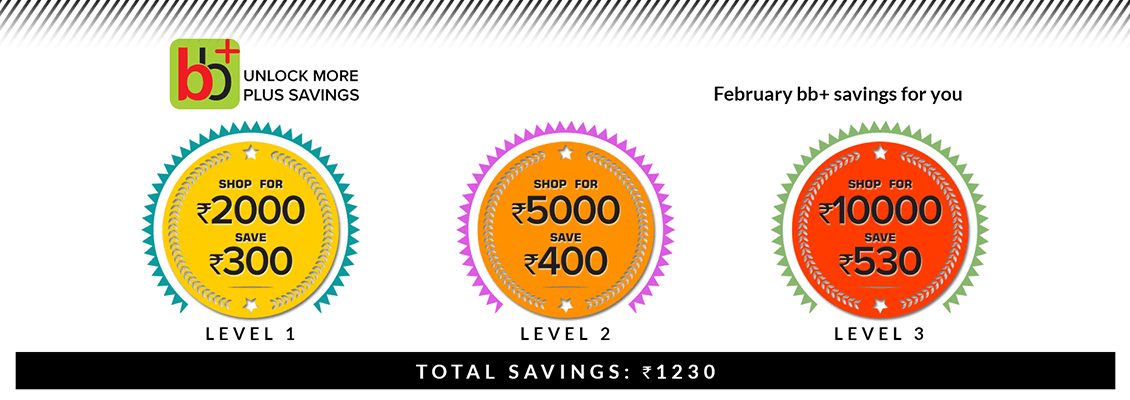 bb+
UNLOCK MORE
PLUS SAVINGS
February bb+ savings for you
SHOP FOR
₹2000
SAVE
₹300
LEVEL 1
SHOP FOR
₹5000
SAVE
₹400
LEVEL 2
SHOP FOR
₹10000
SAVE
₹530
LEVEL 3
TOTAL SAVINGS: ₹1230